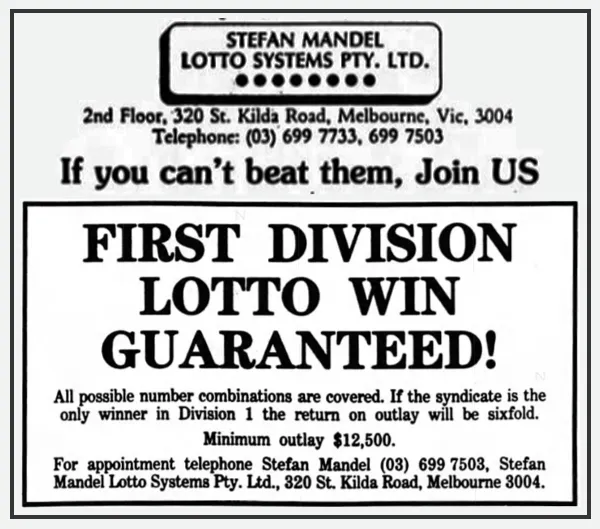 STEFAN MANDEL
LOTTO SYSTEMS PTY. LTD.
2nd Floor, 320 St. Kilda Road, Melbourne, Vic, 3004
Telephone: (03) 699 7733, 699 7503
If you can't beat them, Join US
FIRST DIVISION
LOTTO WIN
GUARANTEED!
All possible number combinations are covered. If the syndicate is the
only winner in Division 1 the return on outlay will be sixfold.
Minimum outlay $12,500.
For appointment telephone Stefan Mandel (03) 699 7503, Stefan
Mandel Lotto Systems Pty. Ltd., 320 St. Kilda Road, Melbourne 3004.